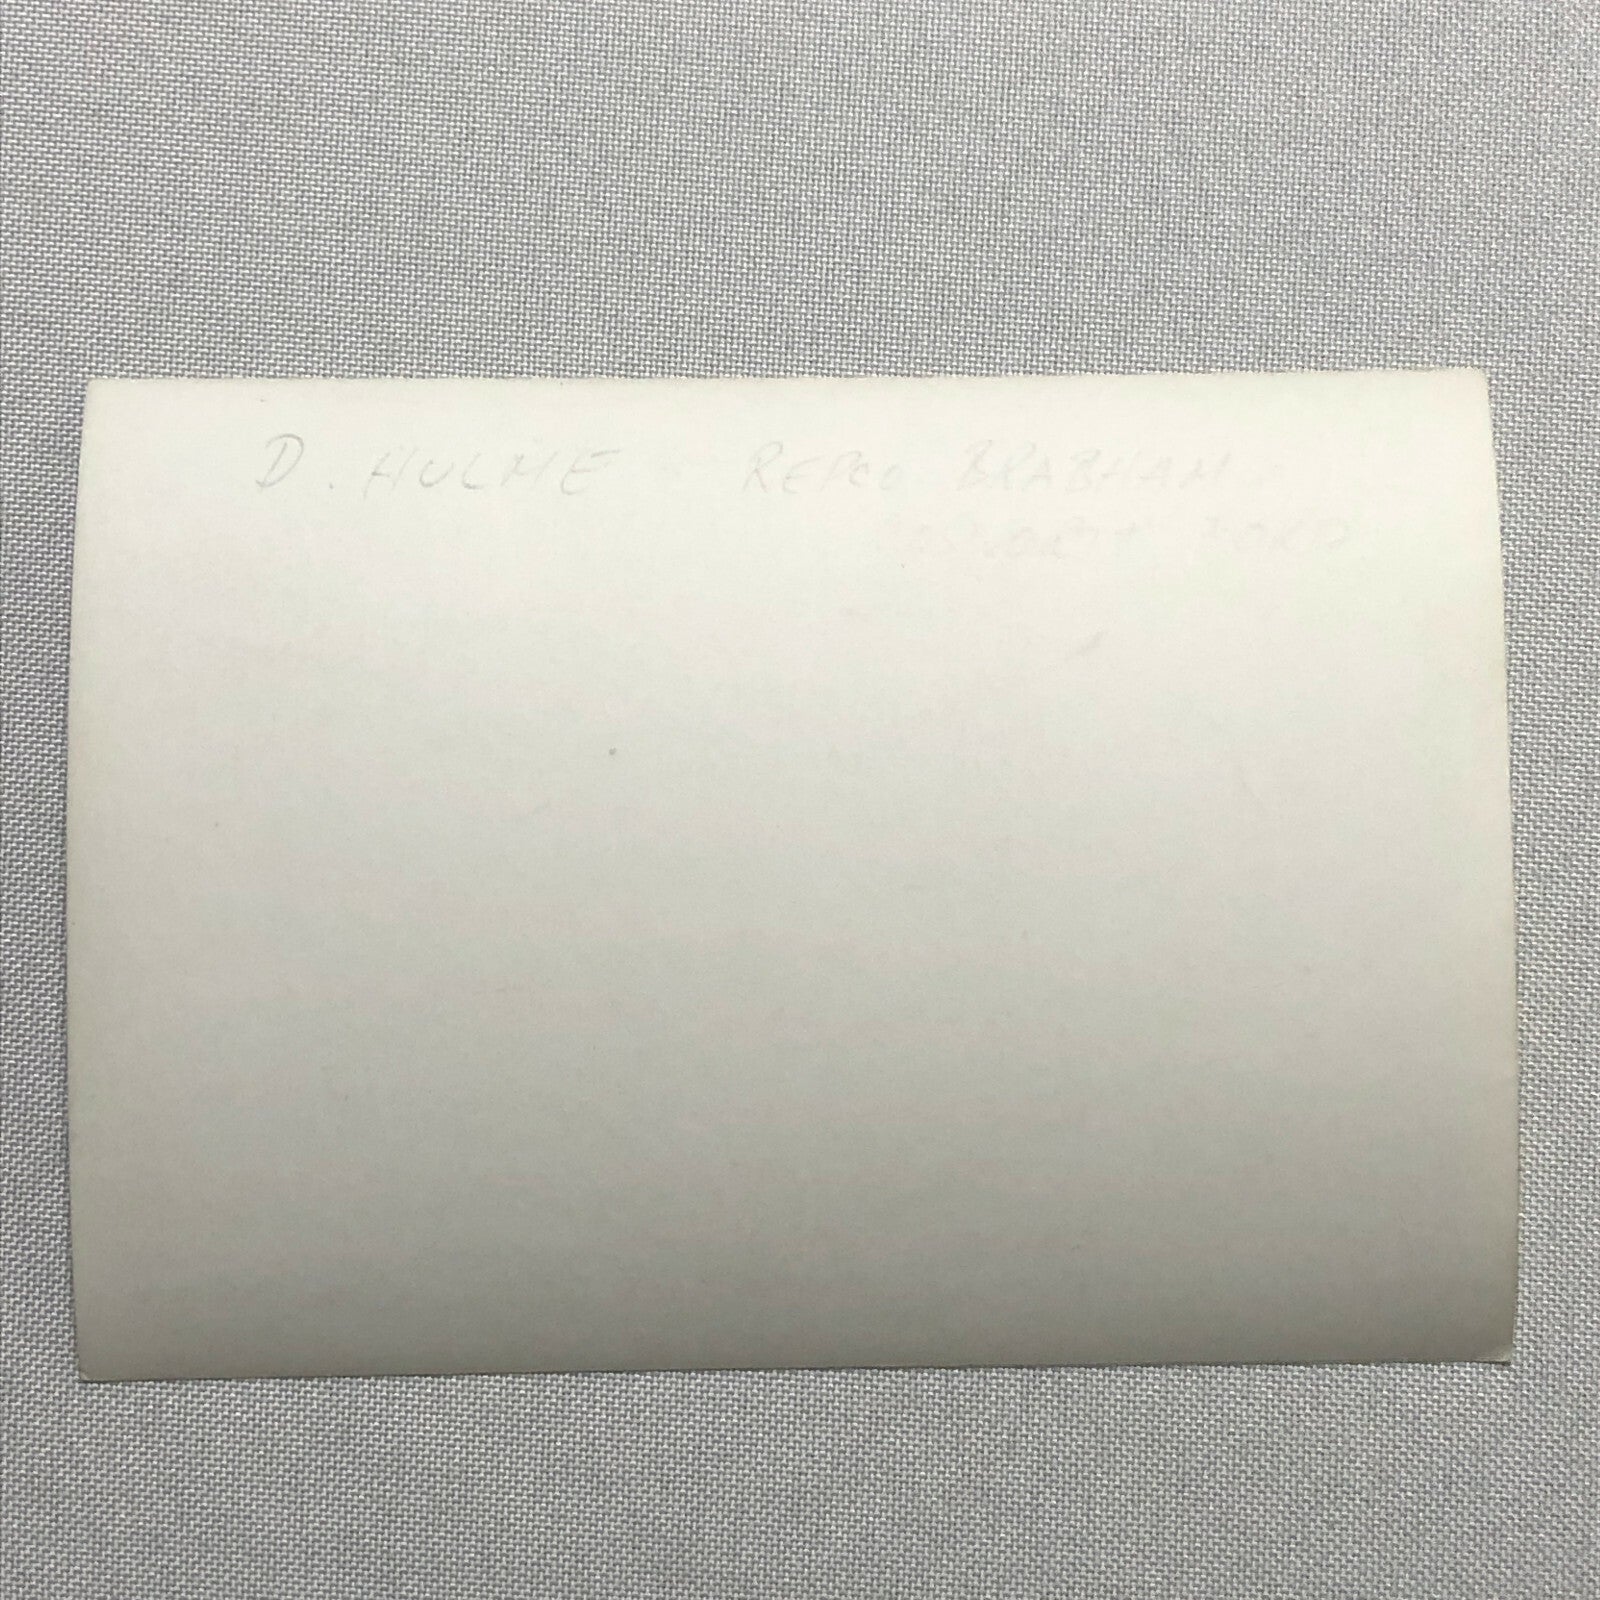 D. HULME REPCO BRABHAM
FORD